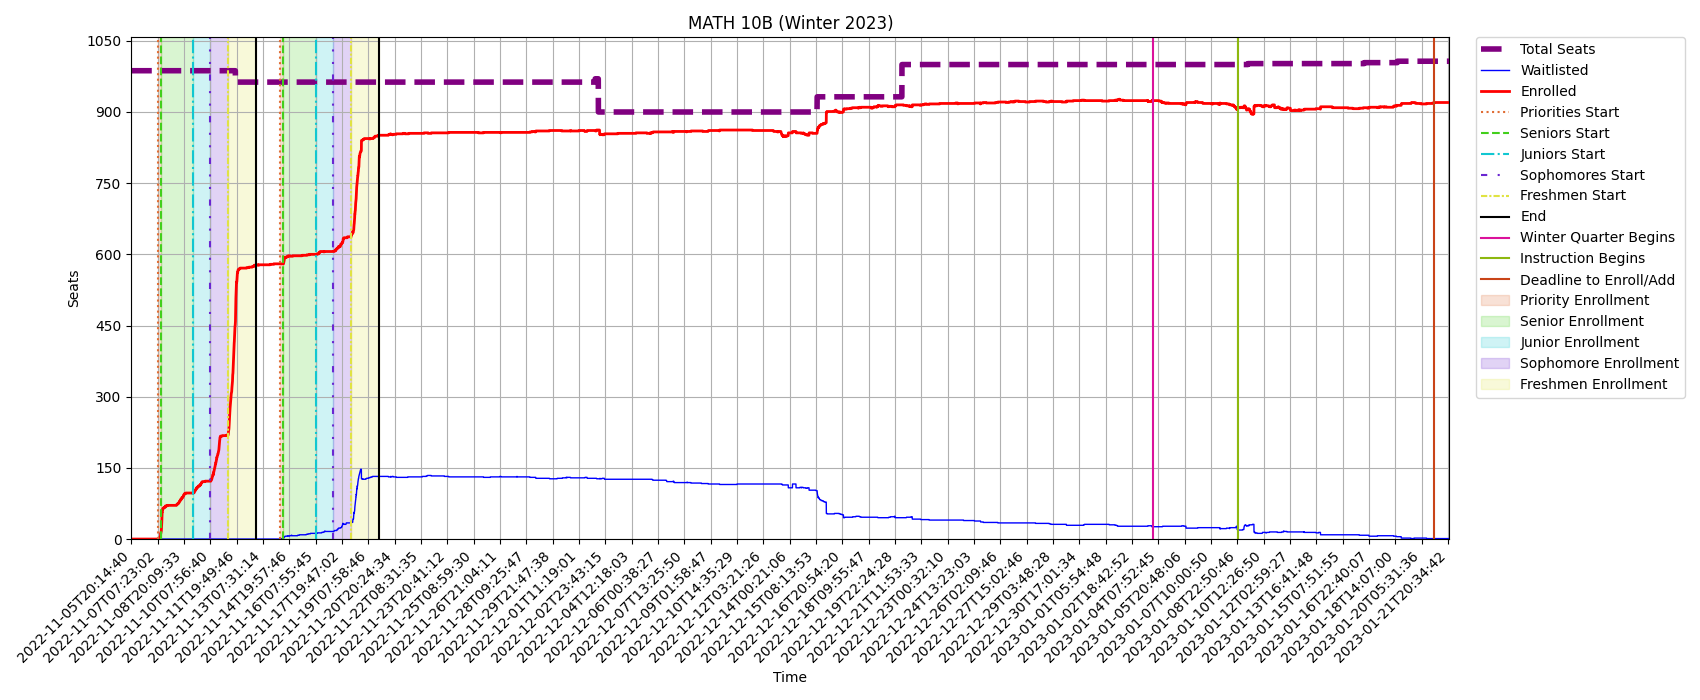 MATH 10B (Winter 2023)
1050
900
750
600
450
300
150
0
Seats
2022-11-05T20:14:40
2022-11-07T07:23:02
2022-11-08T20:09:33
2022-11-10T07:56:40
2022-11-11T19:49:46
2022-11-13T07:31:14
2022-11-14T19:57:46
2022-11-16T07:55:45
2022-11-17T19:47:02
2022-11-19T07:58:46
2022-11-20T20:24:34
2022-11-22T08:31:35
2022-11-23T20:41:12
2022-11-25T08:59:30
2022-11-26T21:04:11
2022-11-28T09:25:47
2022-11-29T21:47:38
2022-12-01T11:19:01
2022-12-02T23:43:15
2022-12-04T12:18:03
2022-12-06T00:38:27
2022-12-07T13:25:50
2022-12-09T01:58:47
2022-12-10T14:35:29
2022-12-12T03:21:26
2022-12-14T00:21:06
2022-12-15T08:13:53
2022-12-16T20:54:20
2022-12-18T09:55:47
2022-12-19T22:24:28
2022-12-21T11:53:33
2022-12-23T00:32:10
2022-12-24T13:23:03
2022-12-26T02:09:46
2022-12-27T15:02:46
2022-12-29T03:48:28
2022-12-30T17:01:34
2023-01-01T05:54:48
2023-01-02T18:42:52
2023-01-04T07:52:45
2023-01-05T20:48:06
2023-01-07T10:00:50
2023-01-08T22:50:46
2023-01-10T12:26:50
2023-01-12T02:59:27
2023-01-13T16:41:48
2023-01-15T07:51:55
2023-01-16T22:40:07
2023-01-18T14:07:00
2023-01-20T05:31:36
2023-01-21T20:34:42
Time
Total Seats
Waitlisted
Enrolled
Priorities Start
Seniors Start
Juniors Start
Sophomores Start
Freshmen Start
End
Winter Quarter Begins
Instruction Begins
Deadline to Enroll/Add
Priority Enrollment
Senior Enrollment
Junior Enrollment
Sophomore Enrollment
Freshmen Enrollment